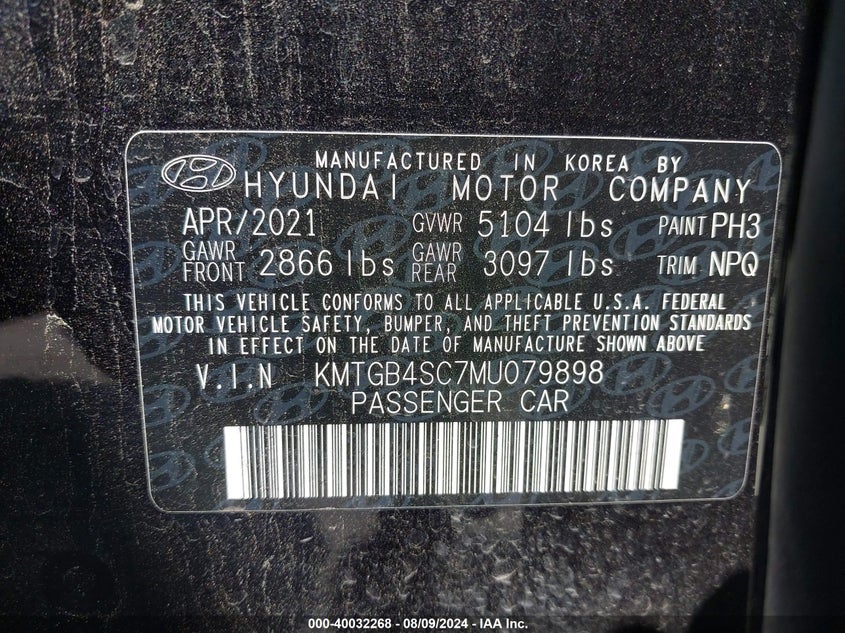 MANUFACTURED IN KOREA BY
HYUNDAI MOTOR COMPANY
APR/2021 GVWR 5104 lbs PAINT PH3
GAWR FRONT 2866 lbs GAWR REAR 3097 lbs TRIM NPQ
THIS VEHICLE CONFORMS TO ALL APPLICABLE U.S.A. FEDERAL
MOTOR VEHICLE SAFETY, BUMPER, AND THEFT PREVENTION STANDARDS
IN EFFECT ON THE DATE OF MANUFACTURE SHOWN ABOVE
V.I.N KMTGB4SC7MU079898
PASSENGER CAR
000-40032268 - 08/09/2024 - IAA Inc.